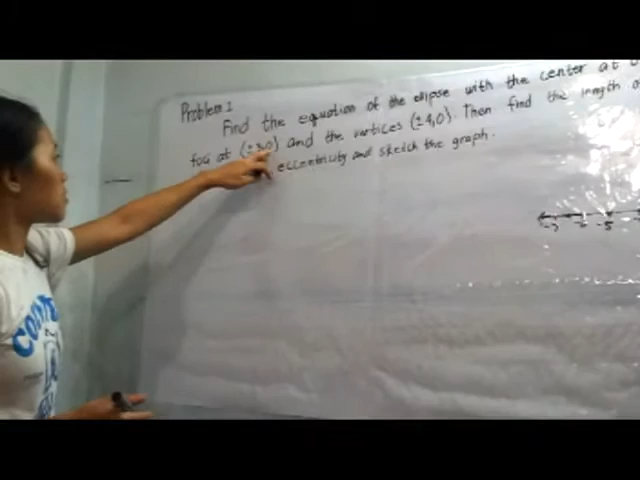 Problem 1
Find the equation of the ellipse with the center at
foci at (±3,0) and the vertices (±4,0). Then find the length
eccentricity and sketch the graph.
-5